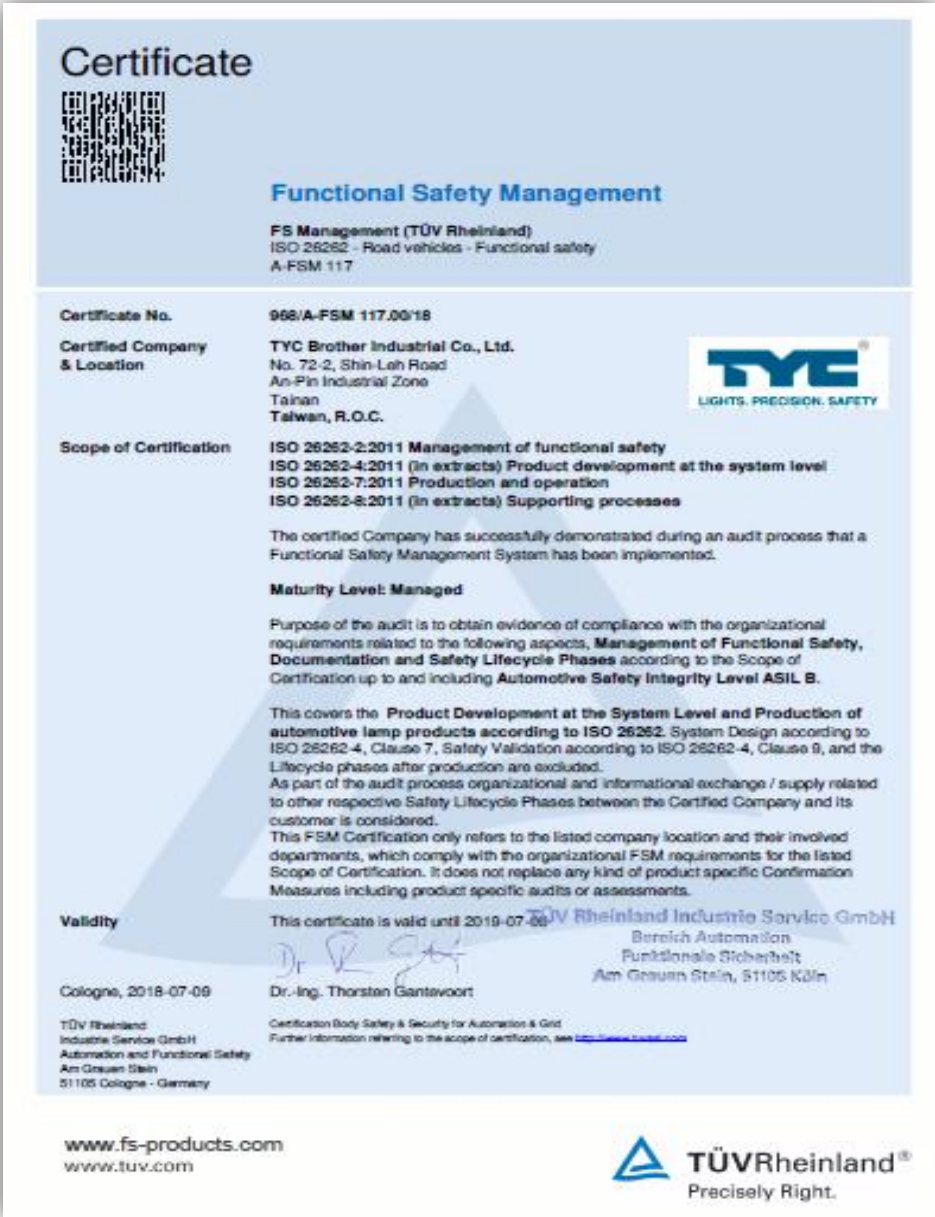 Certificate
Functional Safety Management
FS Management (TÜV Rheinland)
ISO 26262 - Road vehicles - Functional safety
A-FSM 117
Certificate No.
968/A-FSM 117.00/18
Certified Company
& Location
TYC Brother Industrial Co., Ltd.
No. 72-2, Shin-Leh Road
An-Pin Industrial Zone
Tainan
Taiwan, R.O.C.
TYC®
LIGHTS. PRECISION. SAFETY
Scope of Certification
ISO 26262-2:2011 Management of functional safety
ISO 26262-4:2011 (in extracts) Product development at the system level
ISO 26262-7:2011 Production and operation
ISO 26262-8:2011 (in extracts) Supporting processes
The certified Company has successfully demonstrated during an audit process that a
Functional Safety Management System has been implemented.
Maturity Level: Managed
Purpose of the audit is to obtain evidence of compliance with the organizational
requirements related to the following aspects, Management of Functional Safety,
Documentation and Safety Lifecycle Phases according to the Scope of
Certification up to and including Automotive Safety Integrity Level ASIL B.
This covers the Product Development at the System Level and Production of
automotive lamp products according to ISO 26262. System Design according to
ISO 26262-4, Clause 7, Safety Validation according to ISO 26262-4, Clause 9, and the
Lifecycle phases after production are excluded.
As part of the audit process organizational and informational exchange / supply related
to other respective Safety Lifecycle Phases between the Certified Company and its
customer is considered.
This FSM Certification only refers to the listed company location and their involved
departments, which comply with the organizational FSM requirements for the listed
Scope of Certification. It does not replace any kind of product specific Confirmation
Measures including product specific audits or assessments.
Validity
This certificate is valid until 2019-07-
TÜV Rheinland Industrie Service GmbH
Bereich Automation
Funktionale Sicherheit
Am Grauen Stein, 51105 Köln
Cologne, 2018-07-09
Dr.-Ing. Thorsten Gantevoort
TÜV Rheinland
Industrie Service GmbH
Automation and Functional Safety
Am Grauen Stein
51105 Cologne - Germany
Certification Body Safety & Security for Automation & Grid
Further information referring to the scope of certification, see
www.fs-products.com
www.tuv.com
TÜVRheinland®
Precisely Right.